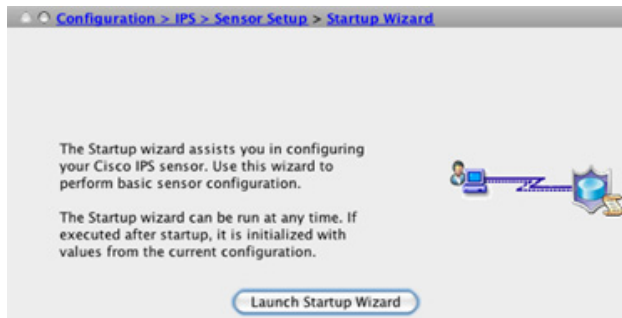 Configuration > IPS > Sensor Setup > Startup Wizard
The Startup wizard assists you in configuring
your Cisco IPS sensor. Use this wizard to
perform basic sensor configuration.
The Startup wizard can be run at any time. If
executed after startup, it is initialized with
values from the current configuration.
Launch Startup Wizard